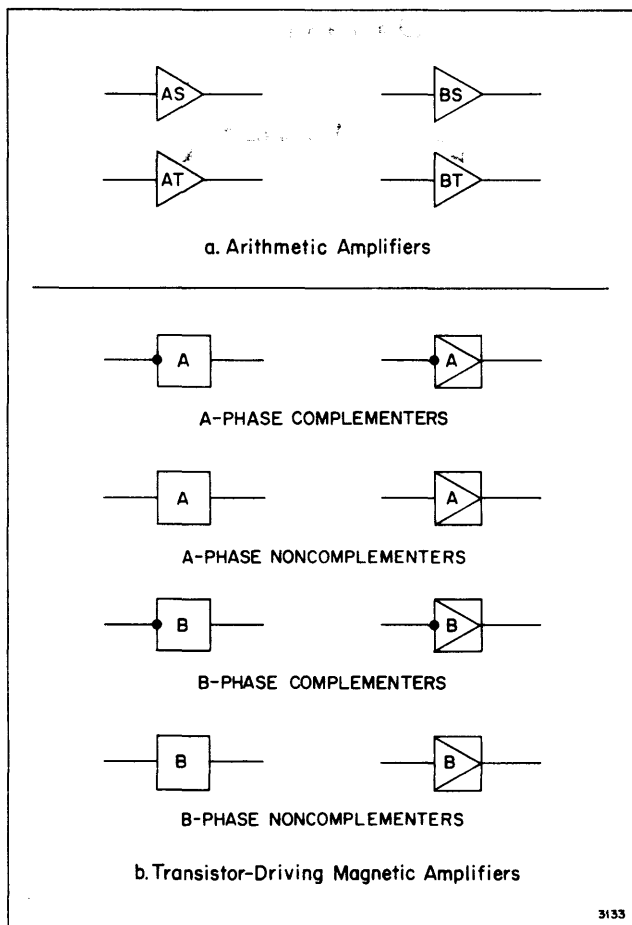 AS BS
AT BT
a. Arithmetic Amplifiers
A A
A-PHASE COMPLEMENTERS
A A
A-PHASE NONCOMPLEMENTERS
B B
B-PHASE COMPLEMENTERS
B B
B-PHASE NONCOMPLEMENTERS
b. Transistor-Driving Magnetic Amplifiers
3133